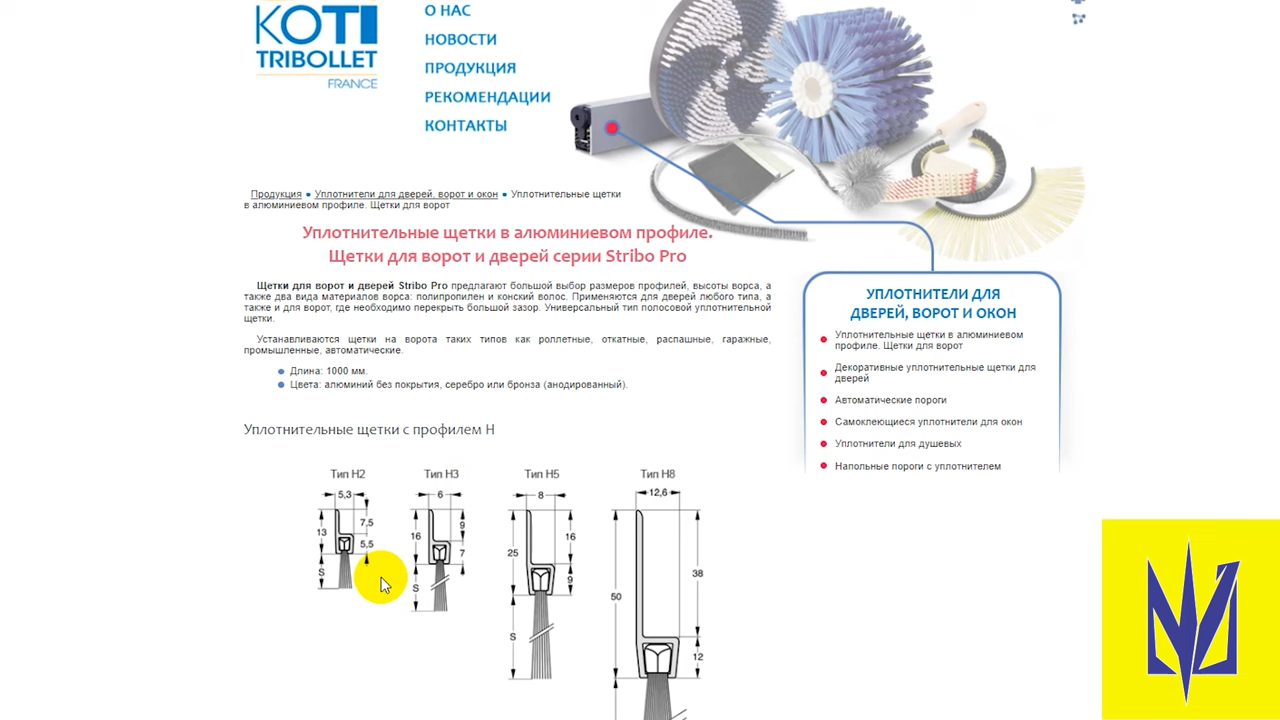 KOTI
TRIBOLLET
FRANCE
О НАС
НОВОСТИ
ПРОДУКЦИЯ
РЕКОМЕНДАЦИИ
КОНТАКТЫ
Продукция • Уплотнители для дверей, ворот и окон • Уплотнительные щетки
в алюминиевом профиле. Щетки для ворот
Уплотнительные щетки в алюминиевом профиле.
Щетки для ворот и дверей серии Stribo Pro
Щетки для ворот и дверей Stribo Pro предлагают большой выбор размеров профилей, высоты ворса, а
также два вида материалов ворса: полипропилен и конский волос. Применяются для дверей любого типа, а
также и для ворот, где необходимо перекрыть большой зазор. Универсальный тип полосовой уплотнительной
щетки.
Устанавливаются щетки на ворота таких типов как роллетные, откатные, распашные, гаражные,
промышленные, автоматические.
Длина: 1000 мм.
Цвета: алюминий без покрытия, серебро или бронза (анодированный).
УПЛОТНИТЕЛИ ДЛЯ
ДВЕРЕЙ, ВОРОТ И ОКОН
Уплотнительные щетки в алюминиевом
профиле. Щетки для ворот
Декоративные уплотнительные щетки для
дверей
Автоматические пороги
Самоклеющиеся уплотнители для окон
Уплотнители для душевых
Напольные пороги с уплотнителем
Уплотнительные щетки с профилем Н
Тип H2 Тип H3 Тип H5 Тип H8
5,3 6 8 12,6
13 7,5 5,5 S
16 9 7 S
25 16 9 S
50 38 12